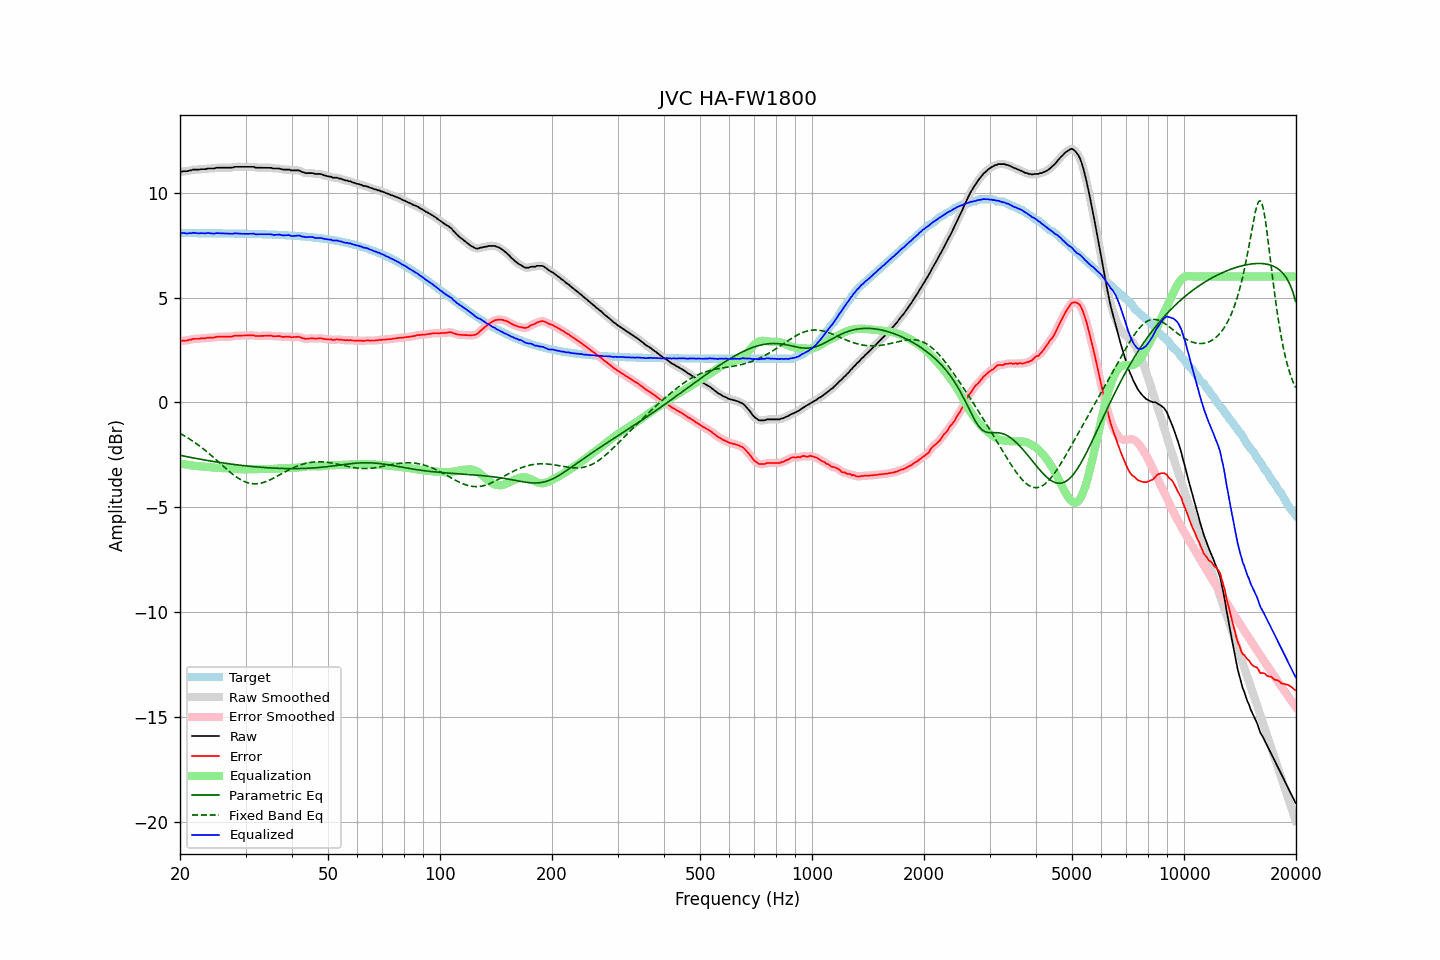 JVC HA-FW1800
Amplitude (dBr)
10
5
0
−5
−10
−15
−20
Target
Raw Smoothed
Error Smoothed
Raw
Error
Equalization
Parametric Eq
Fixed Band Eq
Equalized
20 50 100 200 500 1000 2000 5000 10000 20000
Frequency (Hz)